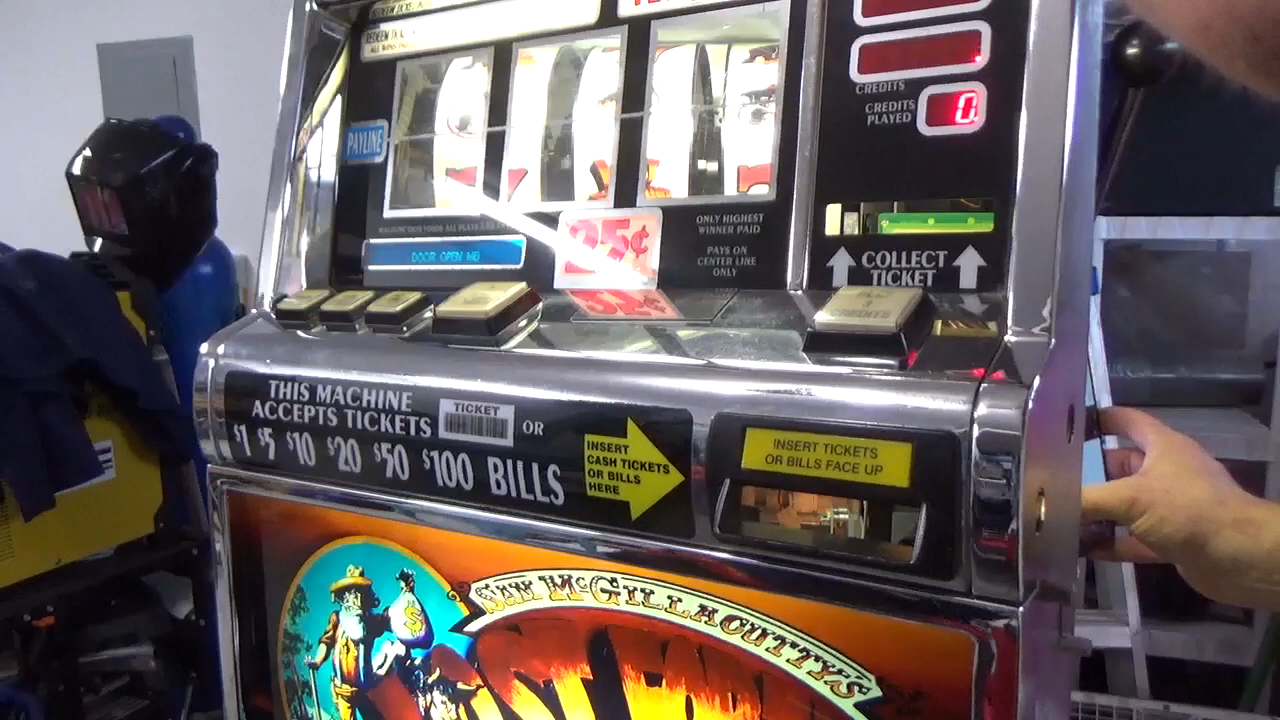 PAYLINE
CREDITS
CREDITS
PLAYED
0
ONLY HIGHEST
WINNER PAID
PAYS ON
CENTER LINE
ONLY
25¢
DOOR OPEN MD
COLLECT
TICKET
CREDITS
THIS MACHINE
ACCEPTS TICKETS
TICKET
OR
$1 $5 $10 $20 $50 $100 BILLS
INSERT
CASH TICKETS
OR BILLS
HERE
INSERT TICKETS
OR BILLS FACE UP
SAM McGILLACUTTY'S